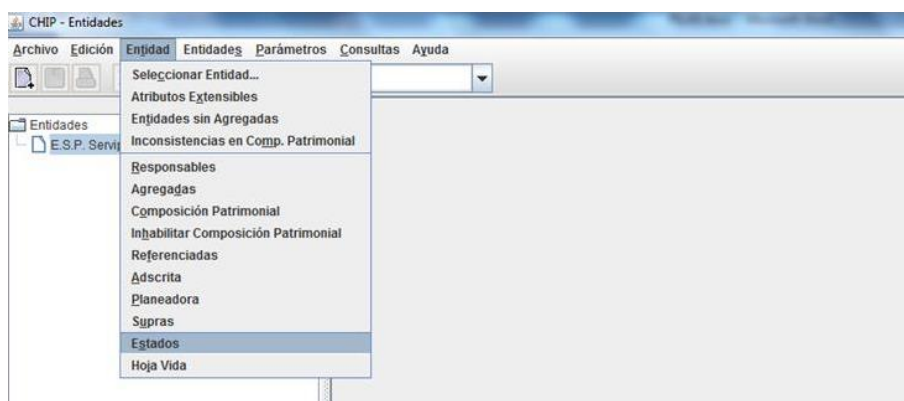 CHIP - Entidades
Archivo Edición Entidad Entidades Parámetros Consultas Ayuda
Seleccionar Entidad...
Atributos Extensibles
Entidades sin Agregadas
Inconsistencias en Comp. Patrimonial
Responsables
Agregadas
Composición Patrimonial
Inhabilitar Composición Patrimonial
Referenciadas
Adscrita
Planeadora
Supras
Estados
Hoja Vida
Entidades
E.S.P.